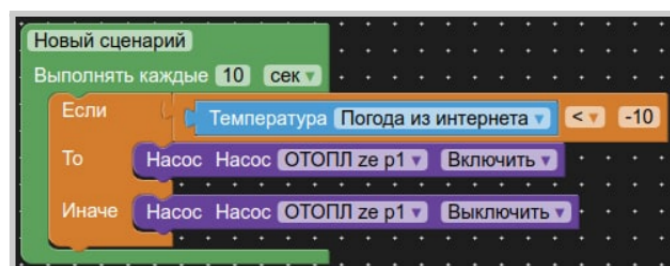 Новый сценарий
Выполнять каждые 10 сек
Если Температура Погода из интернета < -10
То Насос Насос ОТОПЛ ze p1 Включить
Иначе Насос Насос ОТОПЛ ze p1 Выключить